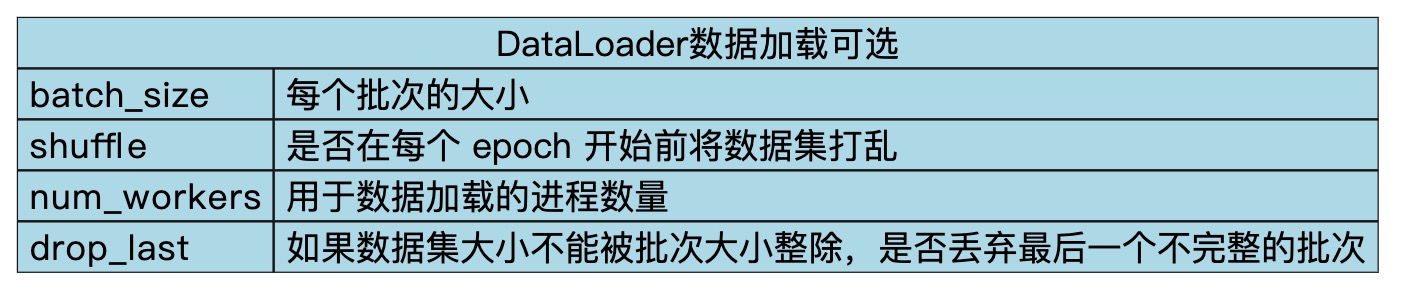 DataLoader数据加载可选
batch_size 每个批次的大小
shuffle 是否在每个 epoch 开始前将数据集打乱
num_workers 用于数据加载的进程数量
drop_last 如果数据集大小不能被批次大小整除，是否丢弃最后一个不完整的批次